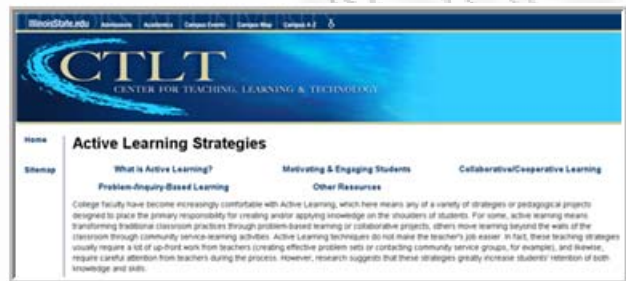 IllinoisState.edu Admissions Academics Campus Events Campus Map Campus A-Z
CTLT
CENTER FOR TEACHING, LEARNING & TECHNOLOGY
Home
Active Learning Strategies
Sitemap
What is Active Learning? Motivating & Engaging Students Collaborative/Cooperative Learning
Problem-/Inquiry-Based Learning Other Resources
College faculty have become increasingly comfortable with Active Learning, which here means any of a variety of strategies or pedagogical projects
designed to place the primary responsibility for creating and/or applying knowledge on the shoulders of students. For some, active learning means
transforming traditional classroom practices through problem-based learning or collaborative projects, others move learning beyond the walls of the
classroom through community service-learning activities. Active Learning techniques do not make the teacher's job easier. In fact, these teaching strategies
usually require a lot of up-front work from teachers (creating effective problem sets or contacting community service groups, for example), and likewise,
require careful attention from teachers during the process. However, research suggests that these strategies greatly increase students' retention of both
knowledge and skills.